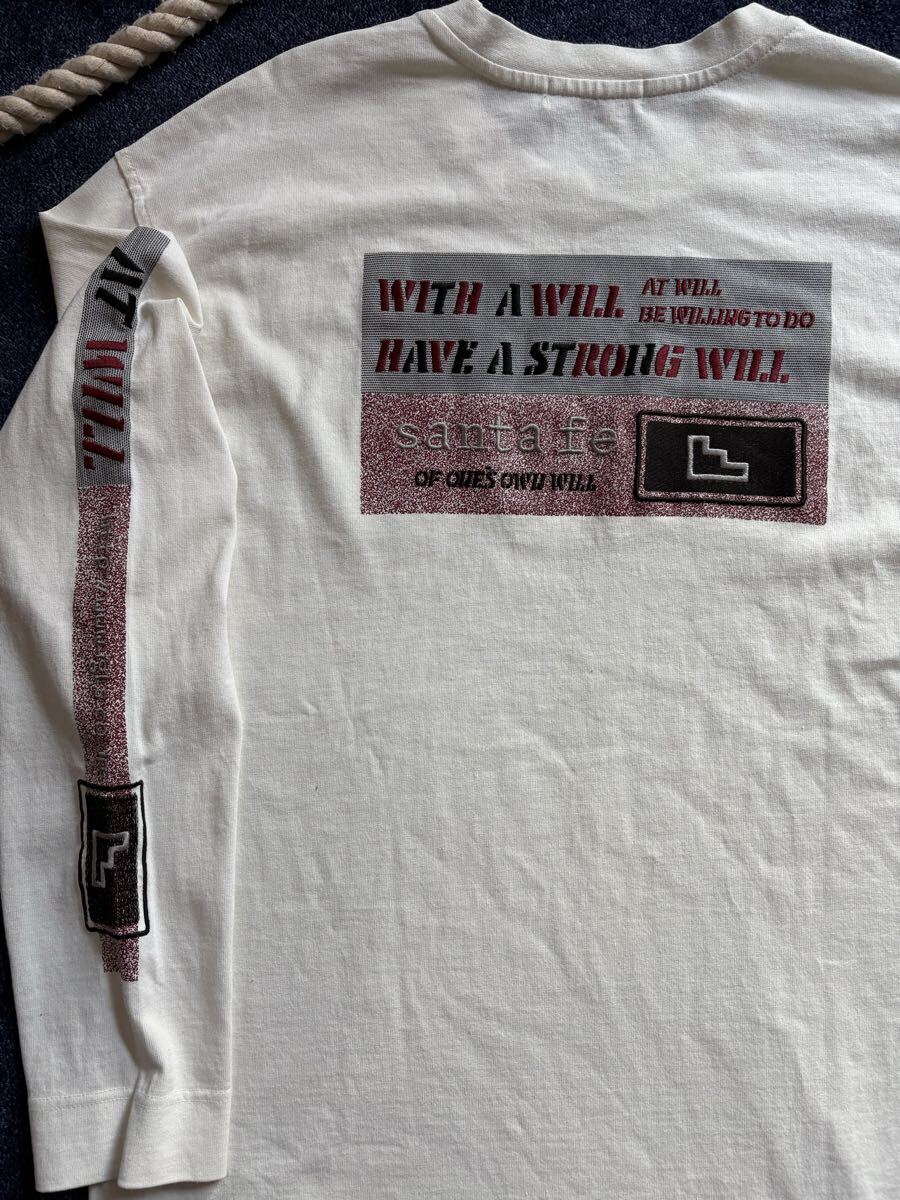 WITH A WILL
AT WILL
BE WILLING TO DO
HAVE A STRONG WILL
santa fe
OF ONE'S OWN WILL
AT WILL